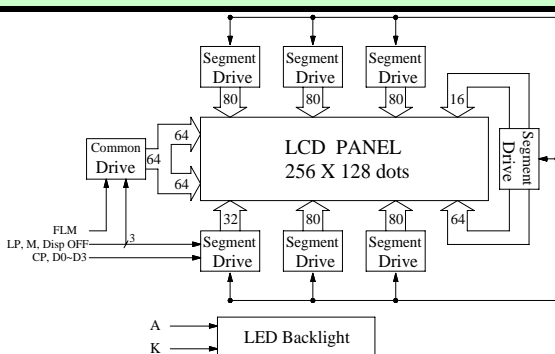 Segment
Drive
Segment
Drive
Segment
Drive
80
80
80
16
Common
Drive
64
64
64
LCD PANEL
256 X 128 dots
Segment
Drive
32
80
80
64
FLM
LP, M, Disp OFF
3
CP, D0~D3
Segment
Drive
Segment
Drive
Segment
Drive
A
K
LED Backlight